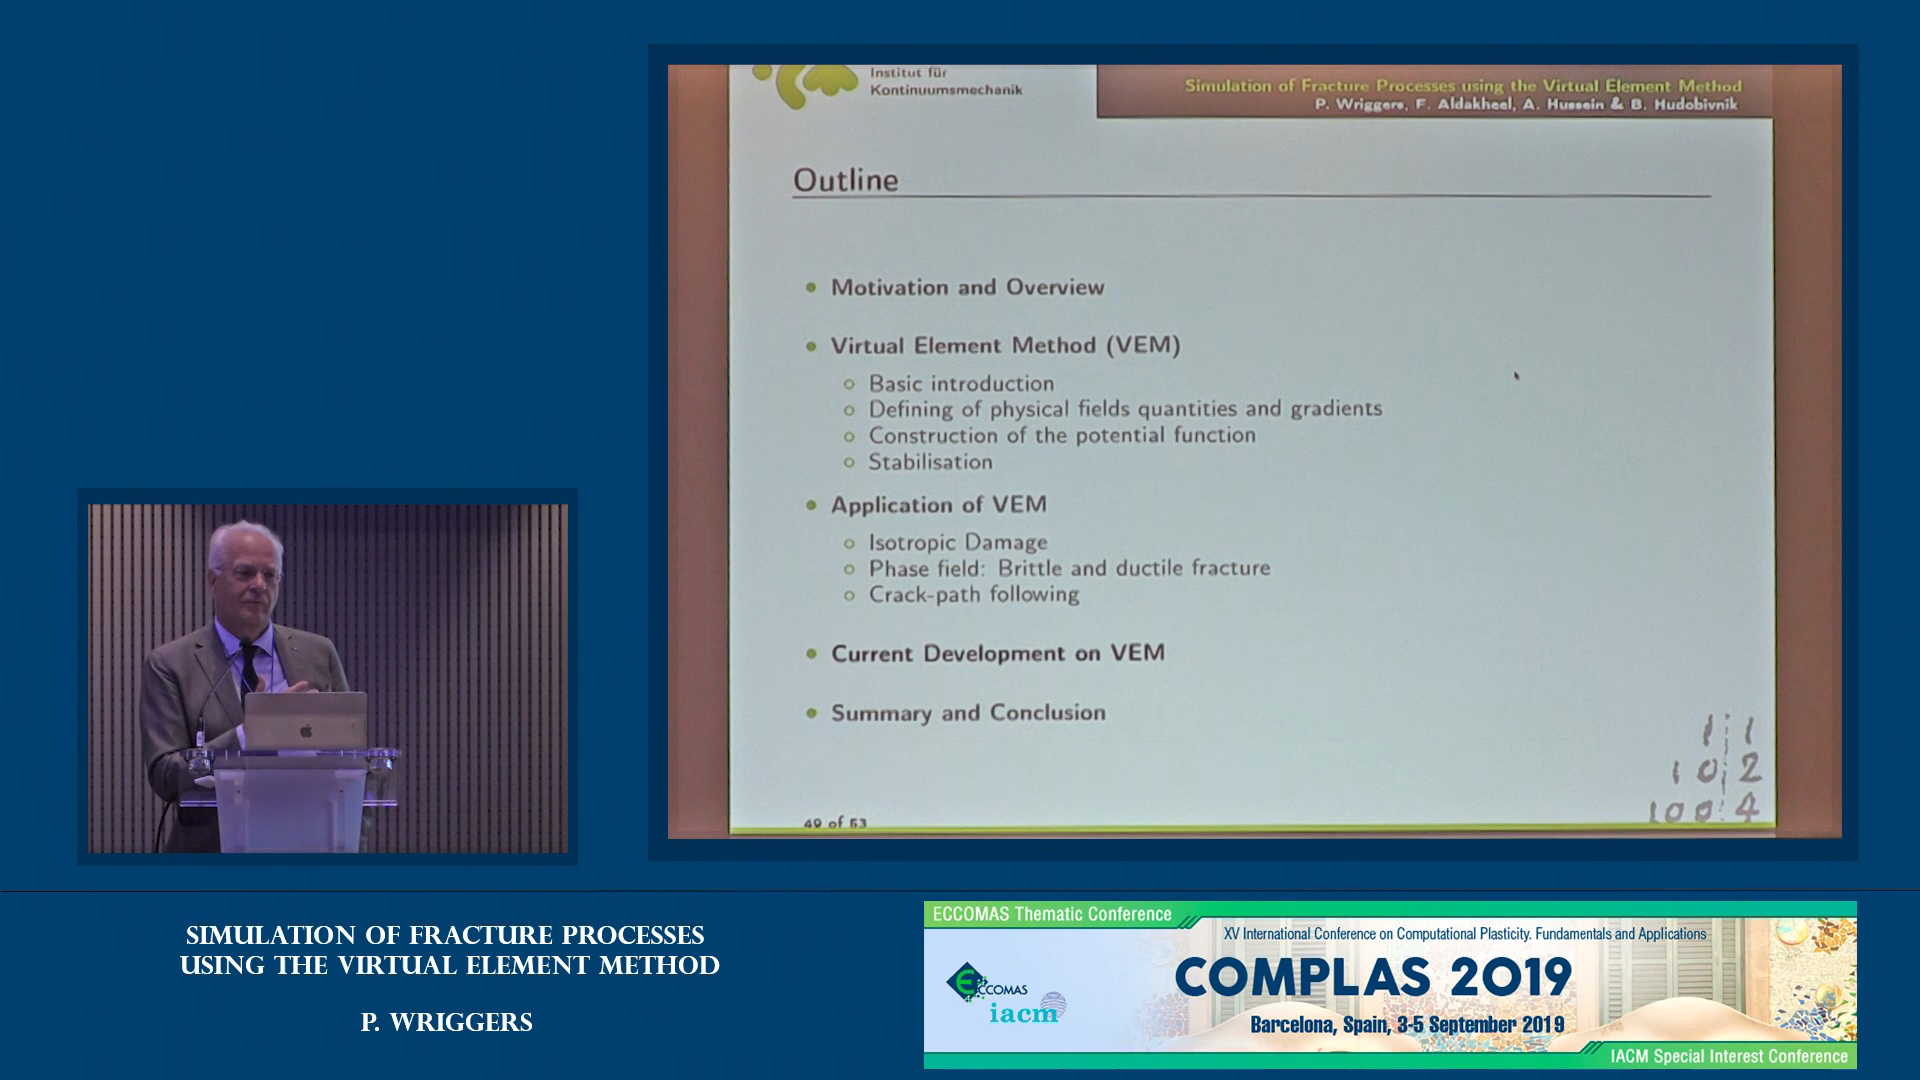 Institut für
Kontinuumsmechanik
Simulation of Fracture Processes using the Virtual Element Method
P. Wriggers, F. Aldakheel, A. Hussein & B. Hudobivnik
Outline
• Motivation and Overview
• Virtual Element Method (VEM)
Basic introduction
Defining of physical fields quantities and gradients
Construction of the potential function
Stabilisation
• Application of VEM
Isotropic Damage
Phase field: Brittle and ductile fracture
Crack-path following
• Current Development on VEM
• Summary and Conclusion
1 1
1 0 2
1 0 0 4
49 of 53
SIMULATION OF FRACTURE PROCESSES
USING THE VIRTUAL ELEMENT METHOD
P. WRIGGERS
ECCOMAS Thematic Conference
XV International Conference on Computational Plasticity. Fundamentals and Applications
COMPLAS 2019
ECCOMAS
iacm
Barcelona, Spain, 3-5 September 2019
IACM Special Interest Conference